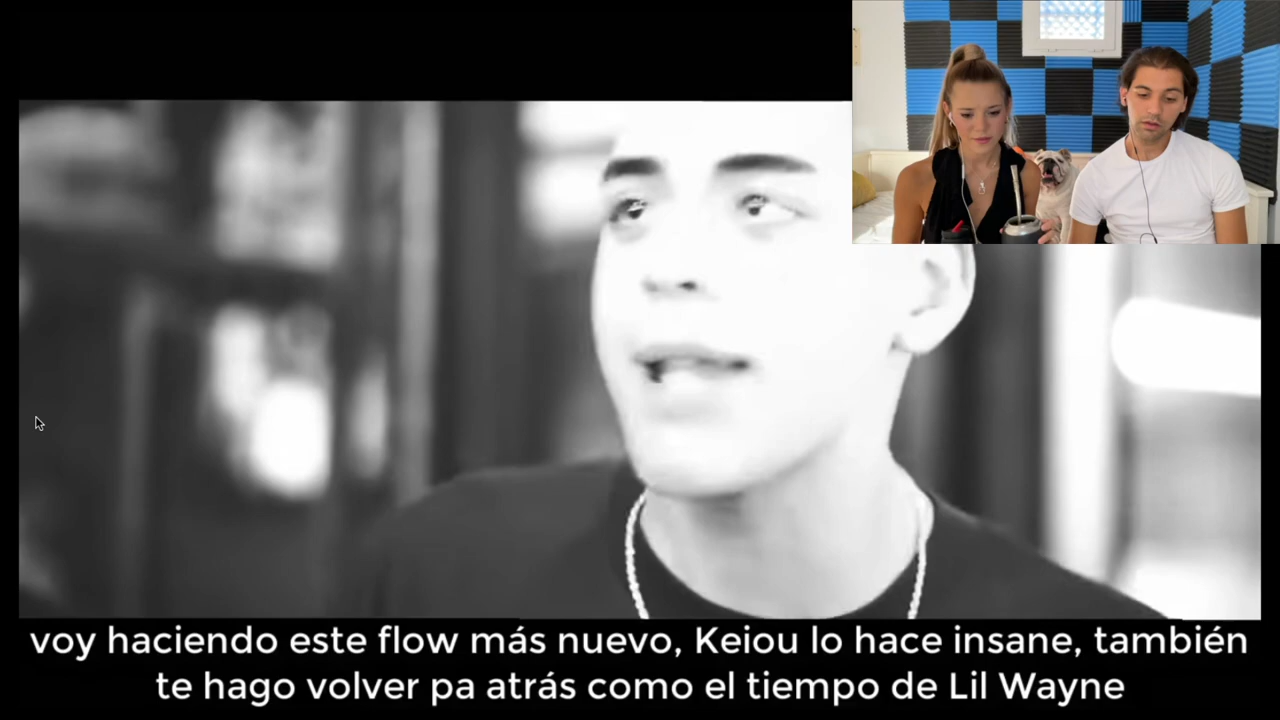 voy haciendo este flow más nuevo, Keiou lo hace insane, también
te hago volver pa atrás como el tiempo de Lil Wayne